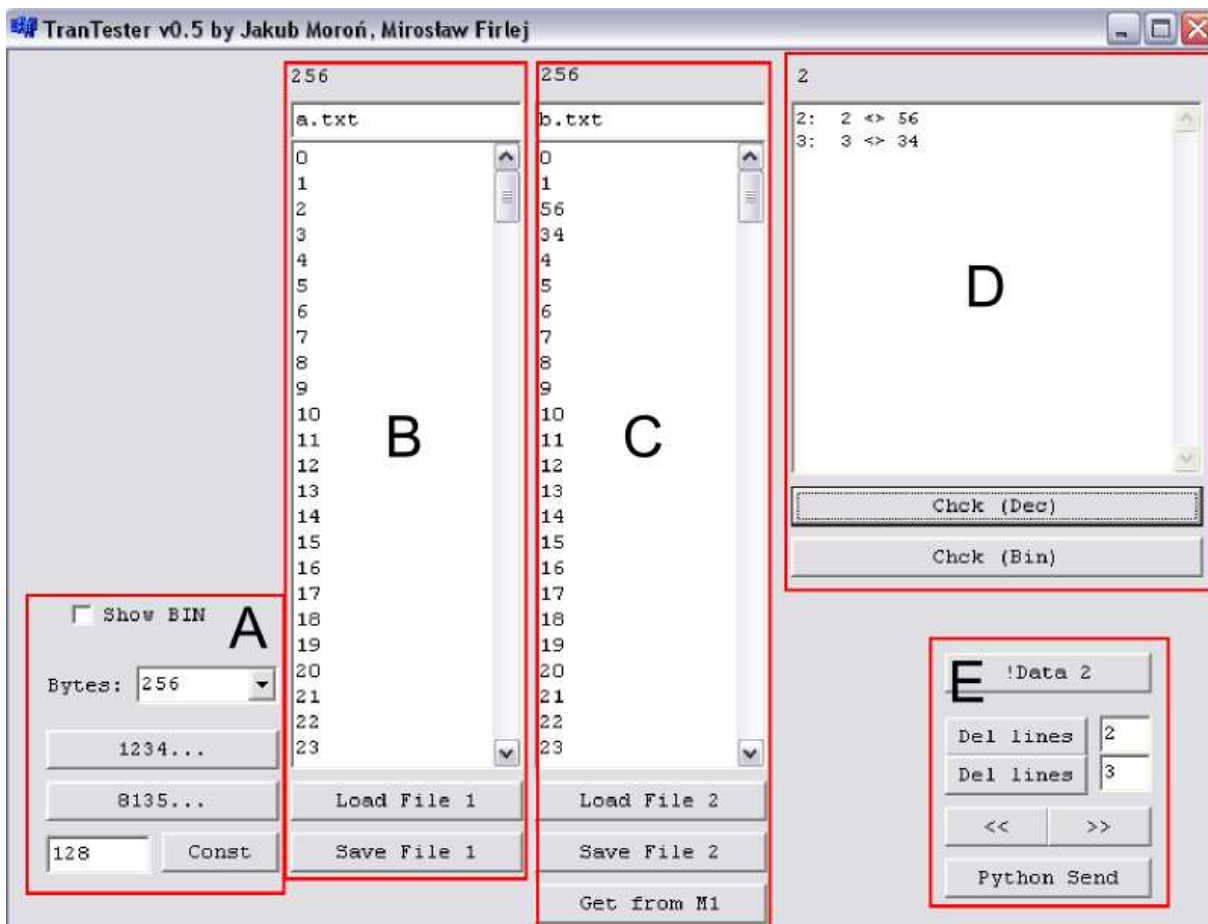 TranTester v0.5 by Jakub Moroń, Mirosław Firlej
256
a.txt
0
1
2
3
4
5
6
7
8
9
10
11
12
13
14
15
16
17
18
19
20
21
22
23
B
Load File 1
Save File 1
256
b.txt
0
1
56
34
4
5
6
7
8
9
10
11
12
13
14
15
16
17
18
19
20
21
22
23
C
Load File 2
Save File 2
Get from M1
2
2: 2 <> 56
3: 3 <> 34
D
Chck (Dec)
Chck (Bin)
Show BIN
A
Bytes: 256
1234...
8135...
128 Const
E
!Data 2
Del lines 2
Del lines 3
<< >>
Python Send